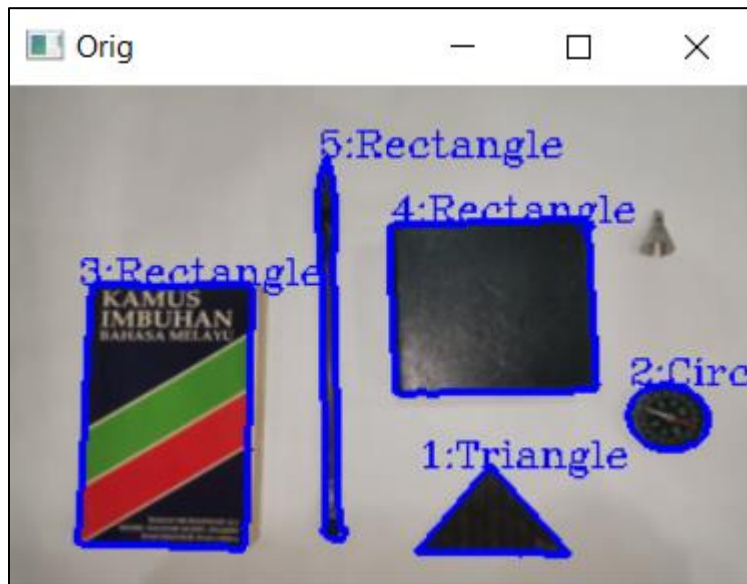 Orig
5:Rectangle
4:Rectangle
3:Rectangle
KAMUS
IMBUHAN
BAHASA MELAYU
2:Circ
1:Triangle